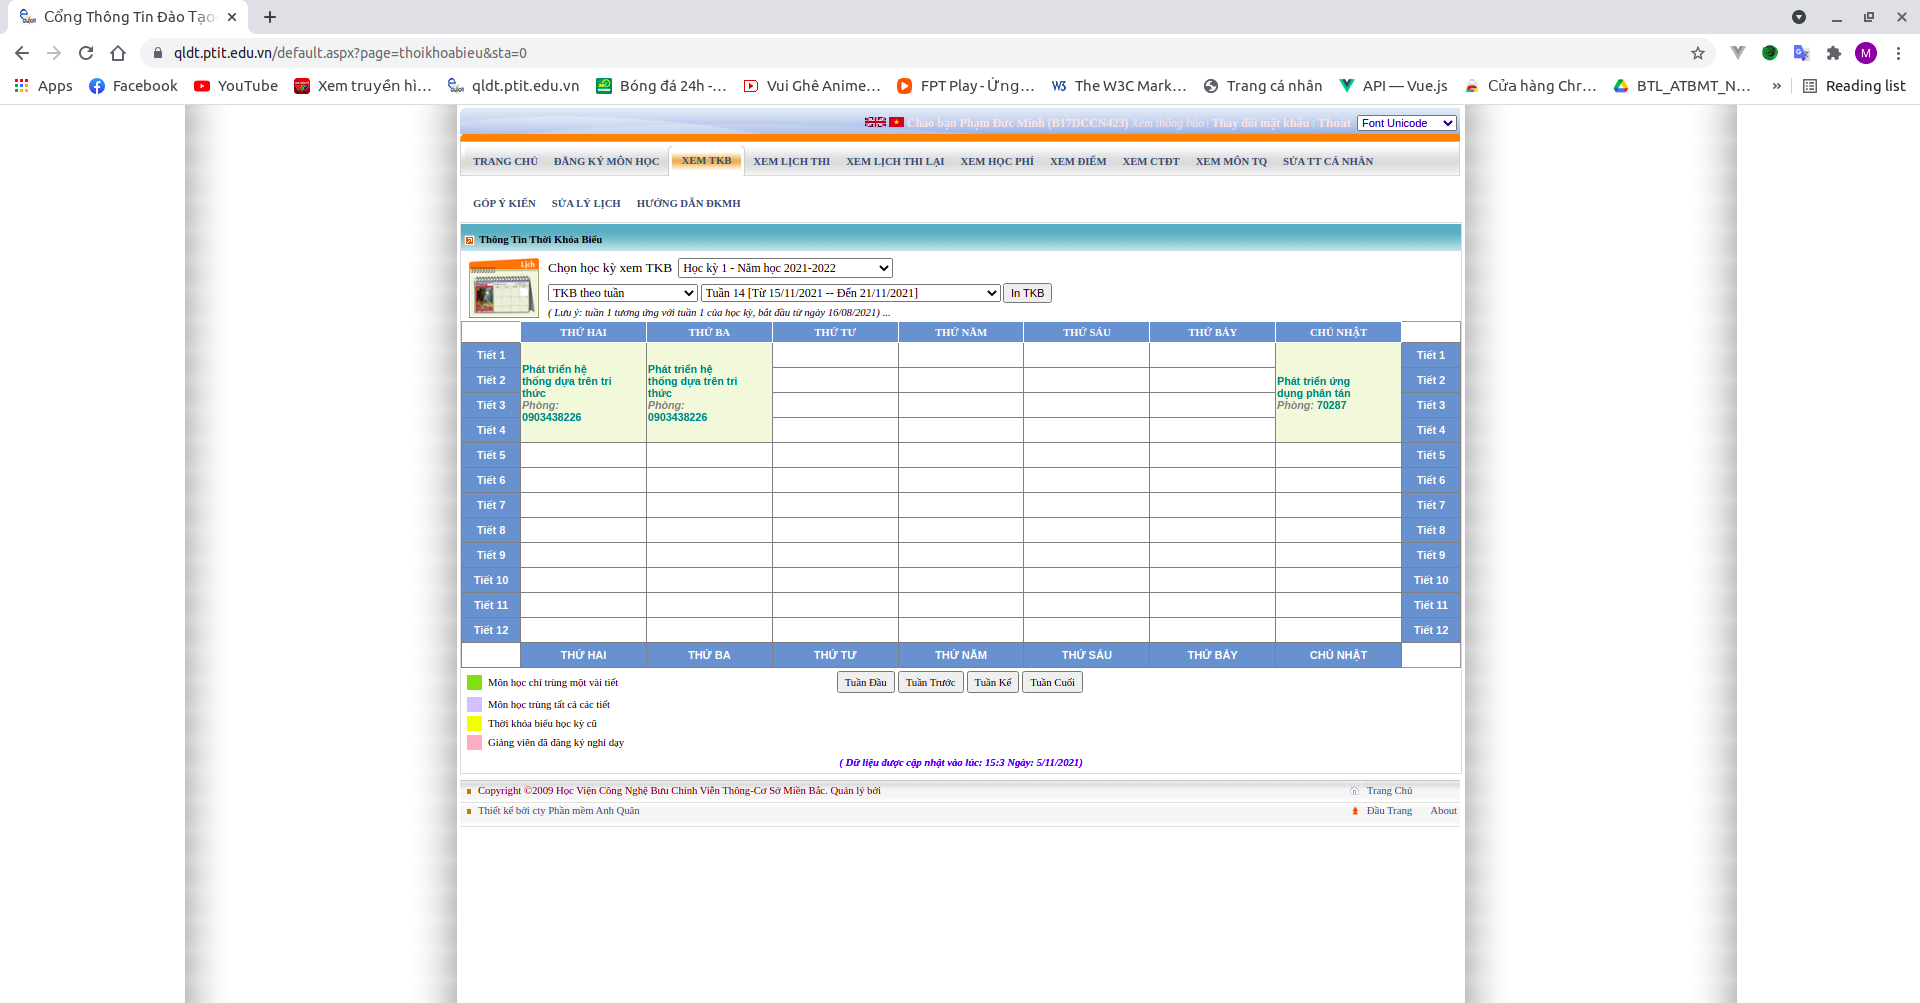 Cổng Thông Tin Đào Tạo
qldt.ptit.edu.vn/default.aspx?page=thoikhoabieu&sta=0
M
Apps Facebook YouTube Xem truyền hì... qldt.ptit.edu.vn Bóng đá 24h -... Vui Ghê Anime... FPT Play - Ứng... The W3C Mark... Trang cá nhân API — Vue.js Cửa hàng Chr... BTL_ATBMT_N... » Reading list
Chào bạn Phạm Đức Minh (B17DCCN423) Xem thông báo | Thay đổi mật khẩu | Thoát Font Unicode
TRANG CHỦ ĐĂNG KÝ MÔN HỌC XEM TKB XEM LỊCH THI XEM LỊCH THI LẠI XEM HỌC PHÍ XEM ĐIỂM XEM CTĐT XEM MÔN TQ SỬA TT CÁ NHÂN
GÓP Ý KIẾN SỬA LÝ LỊCH HƯỚNG DẪN ĐKMH
Thông Tin Thời Khóa Biểu
Lịch
Chọn học kỳ xem TKB Học kỳ 1 - Năm học 2021-2022
TKB theo tuần Tuần 14 [Từ 15/11/2021 -- Đến 21/11/2021] In TKB
( Lưu ý: tuần 1 tương ứng với tuần 1 của học kỳ, bắt đầu từ ngày 16/08/2021) ...
THỨ HAI THỨ BA THỨ TƯ THỨ NĂM THỨ SÁU THỨ BẢY CHỦ NHẬT
Tiết 1 Tiết 1
Phát triển hệ Phát triển hệ
Tiết 2 thống dựa trên tri thống dựa trên tri Phát triển ứng Tiết 2
thức thức dụng phân tán
Tiết 3 Phòng: Phòng: Phòng: 70287 Tiết 3
0903438226 0903438226
Tiết 4 Tiết 4
Tiết 5 Tiết 5
Tiết 6 Tiết 6
Tiết 7 Tiết 7
Tiết 8 Tiết 8
Tiết 9 Tiết 9
Tiết 10 Tiết 10
Tiết 11 Tiết 11
Tiết 12 Tiết 12
THỨ HAI THỨ BA THỨ TƯ THỨ NĂM THỨ SÁU THỨ BẢY CHỦ NHẬT
Môn học chỉ trùng một vài tiết Tuần Đầu Tuần Trước Tuần Kế Tuần Cuối
Môn học trùng tất cả các tiết
Thời khóa biểu học kỳ cũ
Giảng viên đã đăng ký nghỉ dạy
( Dữ liệu được cập nhật vào lúc: 15:3 Ngày: 5/11/2021)
Copyright ©2009 Học Viện Công Nghệ Bưu Chính Viễn Thông-Cơ Sở Miền Bắc. Quản lý bởi Trang Chủ
Thiết kế bởi cty Phần mềm Anh Quân Đầu Trang About